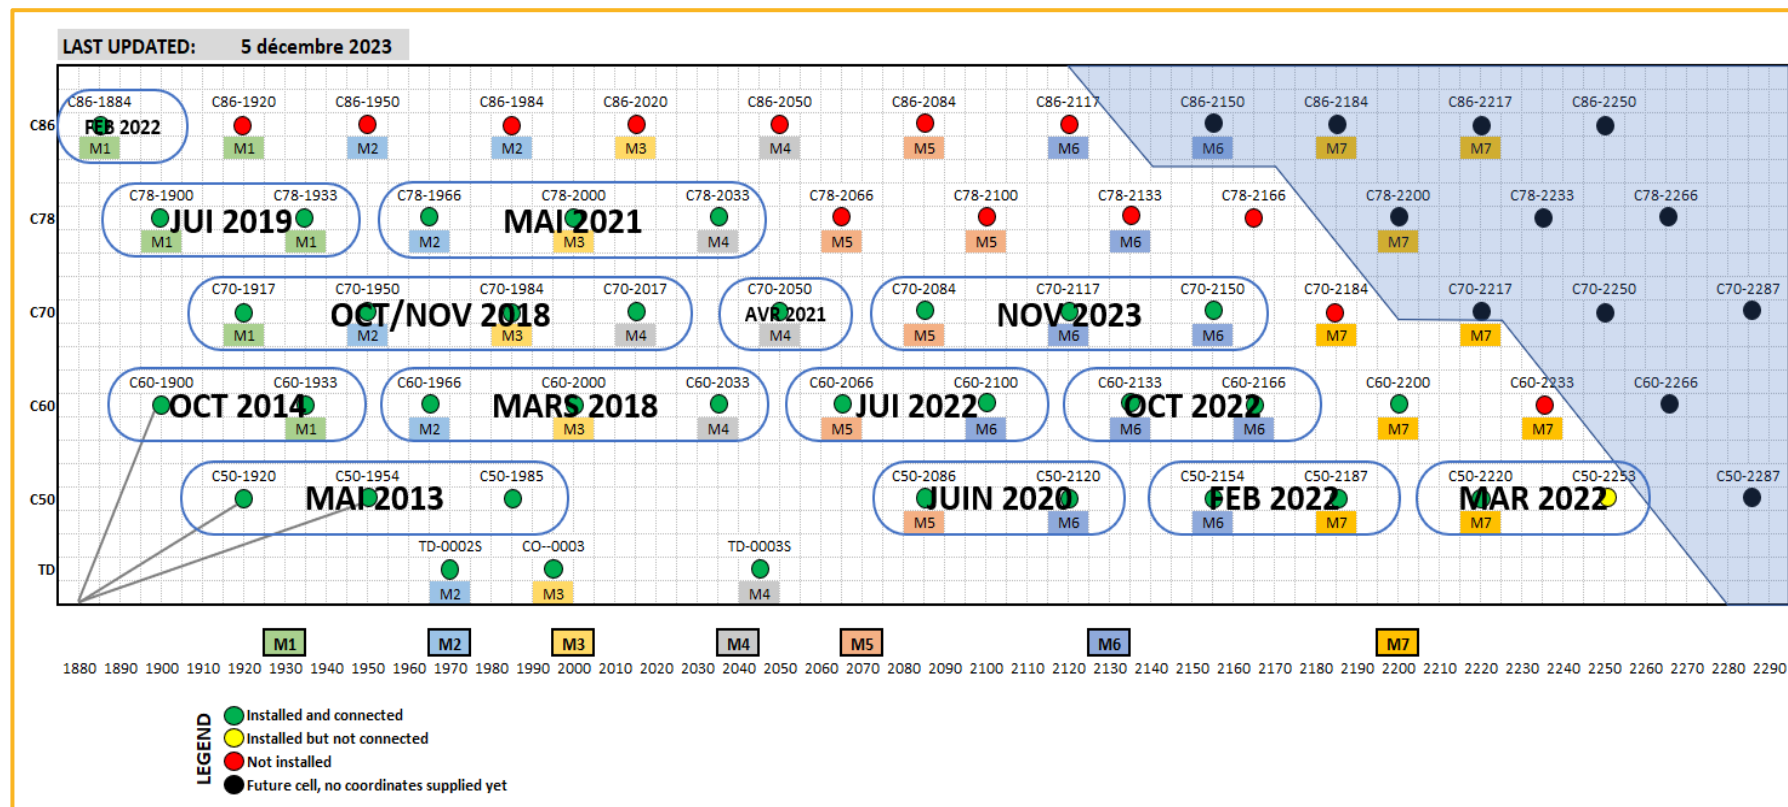 LAST UPDATED: 5 décembre 2023
C86-1884 C86-1920 C86-1950 C86-1984 C86-2020 C86-2050 C86-2084 C86-2117 C86-2150 C86-2184 C86-2217 C86-2250
C86 FEB 2022
M1 M1 M2 M2 M3 M4 M5 M6 M6 M7 M7
C78-1900 C78-1933 C78-1966 C78-2000 C78-2033 C78-2066 C78-2100 C78-2133 C78-2166 C78-2200 C78-2233 C78-2266
C78 JUI 2019 MAI 2021
M1 M1 M2 M3 M4 M5 M5 M6 M7
C70-1917 C70-1950 C70-1984 C70-2017 C70-2050 C70-2084 C70-2117 C70-2150 C70-2184 C70-2217 C70-2250 C70-2287
C70 OCT/NOV 2018 AVR 2021 NOV 2023
M1 M2 M3 M4 M4 M5 M6 M6 M7 M7
C60-1900 C60-1933 C60-1966 C60-2000 C60-2033 C60-2066 C60-2100 C60-2133 C60-2166 C60-2200 C60-2233 C60-2266
C60 OCT 2014 MARS 2018 JUI 2022 OCT 2022
M1 M2 M3 M4 M5 M6 M6 M6 M7 M7
C50-1920 C50-1954 C50-1985 C50-2086 C50-2120 C50-2154 C50-2187 C50-2220 C50-2253 C50-2287
C50 MAI 2013 JUIN 2020 FEB 2022 MAR 2022
M5 M6 M6 M7 M7
TD-0002S CO--0003 TD-0003S
TD
M2 M3 M4
M1 M2 M3 M4 M5 M6 M7
1880 1890 1900 1910 1920 1930 1940 1950 1960 1970 1980 1990 2000 2010 2020 2030 2040 2050 2060 2070 2080 2090 2100 2110 2120 2130 2140 2150 2160 2170 2180 2190 2200 2210 2220 2230 2240 2250 2260 2270 2280 2290
LEGEND
Installed and connected
Installed but not connected
Not installed
Future cell, no coordinates supplied yet